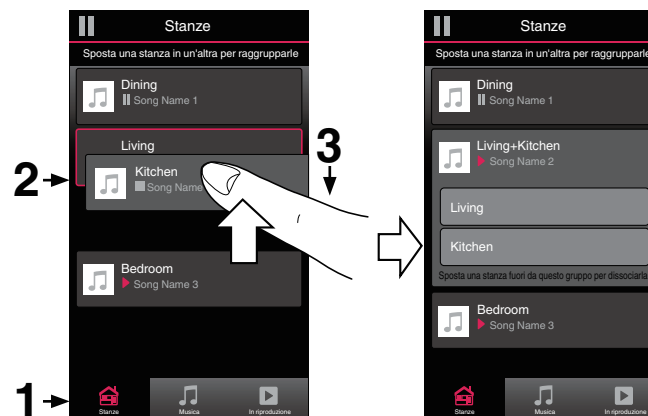 Stanze
Sposta una stanza in un'altra per raggrupparle
Dining
Song Name 1
Living
Kitchen
Song Name
Bedroom
Song Name 3
Stanze
Musica
In riproduzione
1
2
3
Stanze
Sposta una stanza in un'altra per raggrupparle
Dining
Song Name 1
Living+Kitchen
Song Name 2
Living
Kitchen
Sposta una stanza fuori da questo gruppo per dissociarla
Bedroom
Song Name 3
Stanze
Musica
In riproduzione